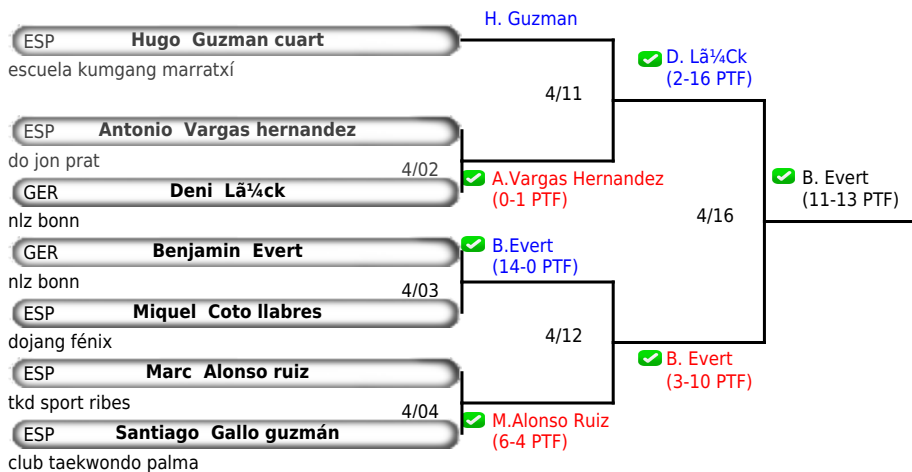 H. Guzman
ESP Hugo Guzman cuart
escuela kumgang marratxí
D. Lã¼Ck
(2-16 PTF)
4/11
ESP Antonio Vargas hernandez
do jon prat
4/02
A.Vargas Hernandez
(0-1 PTF)
GER Deni Lã¼ck
nlz bonn
B. Evert
(11-13 PTF)
4/16
GER Benjamin Evert
nlz bonn
B.Evert
(14-0 PTF)
4/03
ESP Miquel Coto llabres
dojang fénix
4/12
ESP Marc Alonso ruiz
tkd sport ribes
B. Evert
(3-10 PTF)
4/04
M.Alonso Ruiz
(6-4 PTF)
ESP Santiago Gallo guzmán
club taekwondo palma